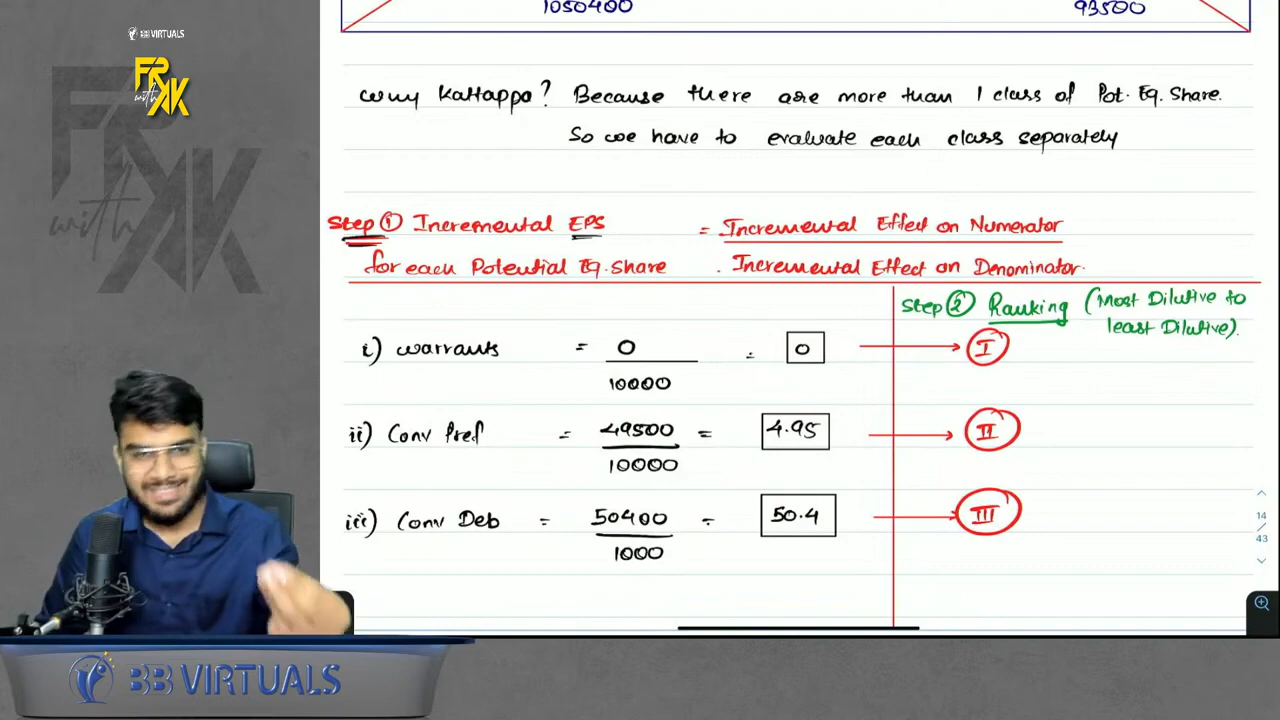 BB VIRTUALS
FR
with
AK
1050400 93500
Why Kattappa? Because there are more than 1 class of Pot. Eq. Share.
So we have to evaluate each class separately
Step ① Incremental EPS = Incremental Effect on Numerator
for each Potential Eq. Share Incremental Effect on Denominator.
Step ② Ranking (Most Dilutive to
least Dilutive).
i) warrants = 0 = 0 I
10000
ii) Conv Pref = 49500 = 4.95 II
10000
iii) Conv Deb = 50400 = 50.4 III
1000
14
/
43
BB VIRTUALS